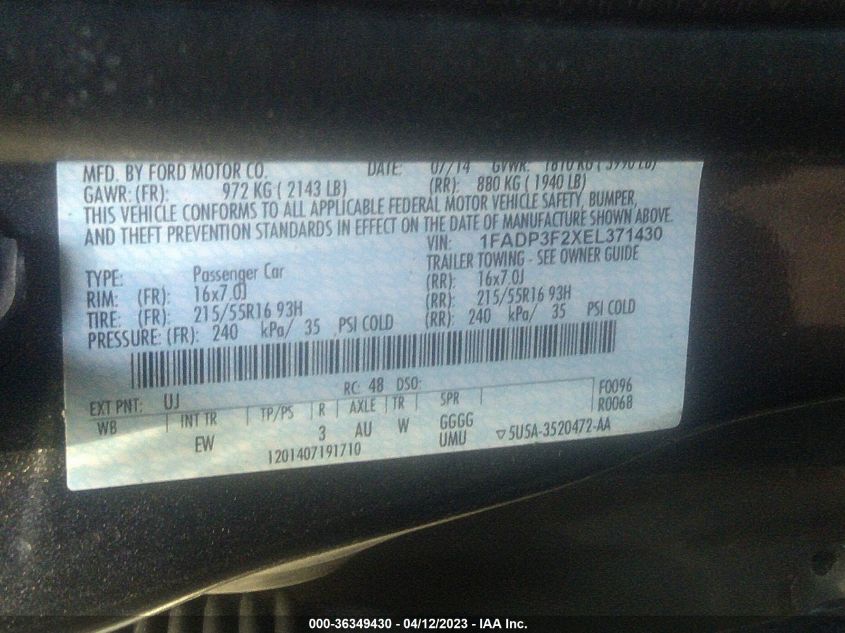 MFD. BY FORD MOTOR CO. DATE: 07/14 GVWR: 1810 KG ( 3990 LB)
GAWR: (FR): 972 KG ( 2143 LB) (RR): 880 KG ( 1940 LB)
THIS VEHICLE CONFORMS TO ALL APPLICABLE FEDERAL MOTOR VEHICLE SAFETY, BUMPER,
AND THEFT PREVENTION STANDARDS IN EFFECT ON THE DATE OF MANUFACTURE SHOWN ABOVE.
VIN: 1FADP3F2XEL371430
TYPE: Passenger Car TRAILER TOWING - SEE OWNER GUIDE
RIM: (FR): 16x7.0J (RR): 16x7.0J
TIRE: (FR): 215/55R16 93H (RR): 215/55R16 93H
PRESSURE: (FR): 240 kPa/ 35 PSI COLD (RR): 240 kPa/ 35 PSI COLD
RC: 48 DSO:
EXT PNT: UJ F0096
WB INT TR TP/PS R AXLE TR SPR R0068
EW 3 AU W GGGG
UMU ▽5U5A-3520472-AA
1201407191710
000-36349430 - 04/12/2023 - IAA Inc.